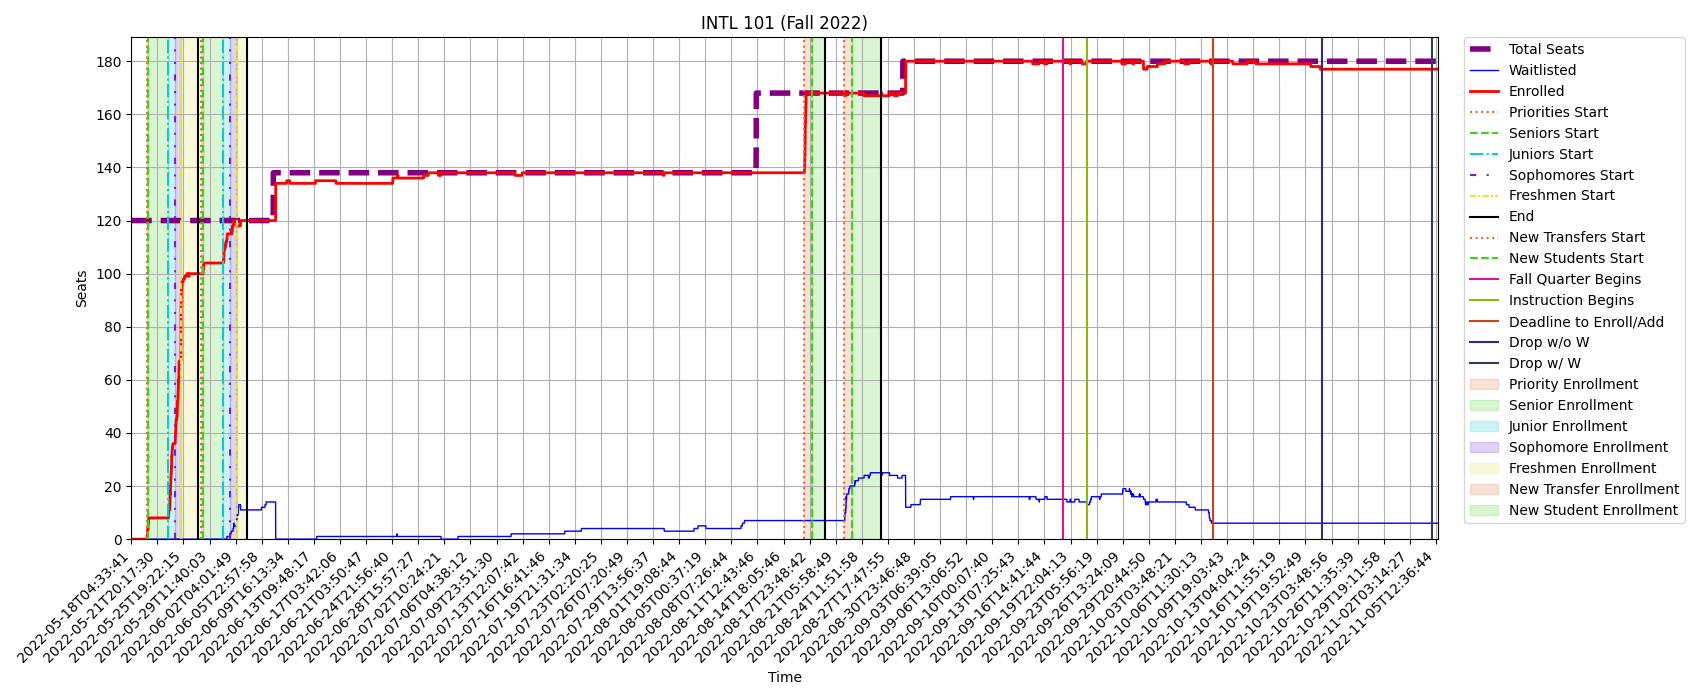 INTL 101 (Fall 2022)
Seats
180
160
140
120
100
80
60
40
20
0
2022-05-18T04:33:41
2022-05-21T20:17:30
2022-05-25T19:22:15
2022-05-29T11:40:03
2022-06-02T04:01:49
2022-06-05T22:57:58
2022-06-09T16:13:34
2022-06-13T09:48:17
2022-06-17T03:42:06
2022-06-21T03:50:47
2022-06-24T21:56:40
2022-06-28T15:57:27
2022-07-02T10:24:21
2022-07-06T04:38:12
2022-07-09T23:51:30
2022-07-13T12:07:42
2022-07-16T16:41:46
2022-07-19T21:31:34
2022-07-23T02:20:25
2022-07-26T07:20:49
2022-07-29T13:56:37
2022-08-01T19:08:44
2022-08-05T00:37:19
2022-08-08T07:26:44
2022-08-11T12:43:46
2022-08-14T18:05:46
2022-08-17T23:48:42
2022-08-21T05:58:49
2022-08-24T11:51:58
2022-08-27T17:47:55
2022-08-30T23:46:48
2022-09-03T06:39:05
2022-09-06T13:06:52
2022-09-10T00:07:40
2022-09-13T07:25:43
2022-09-16T14:41:44
2022-09-19T22:04:13
2022-09-23T05:56:19
2022-09-26T13:24:09
2022-09-29T20:44:50
2022-10-03T03:48:21
2022-10-06T11:30:13
2022-10-09T19:03:43
2022-10-13T04:04:24
2022-10-16T11:55:19
2022-10-19T19:52:49
2022-10-23T03:48:56
2022-10-26T11:35:39
2022-10-29T19:11:58
2022-11-02T03:14:27
2022-11-05T12:36:44
Time
Total Seats
Waitlisted
Enrolled
Priorities Start
Seniors Start
Juniors Start
Sophomores Start
Freshmen Start
End
New Transfers Start
New Students Start
Fall Quarter Begins
Instruction Begins
Deadline to Enroll/Add
Drop w/o W
Drop w/ W
Priority Enrollment
Senior Enrollment
Junior Enrollment
Sophomore Enrollment
Freshmen Enrollment
New Transfer Enrollment
New Student Enrollment